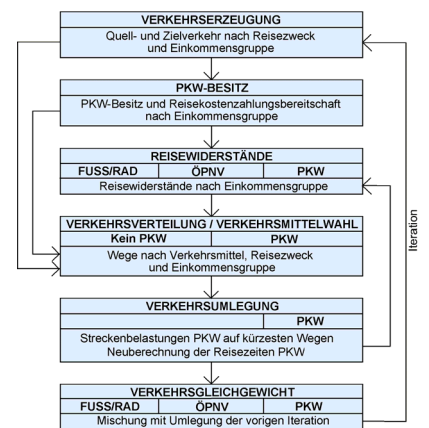 VERKEHRSERZEUGUNG
Quell- und Zielverkehr nach Reisezweck
und Einkommensgruppe
PKW-BESITZ
PKW-Besitz und Reisekostenzahlungsbereitschaft
nach Einkommensgruppe
REISEWIDERSTÄNDE
FUSS/RAD ÖPNV PKW
Reisewiderstände nach Einkommensgruppe
VERKEHRSVERTEILUNG / VERKEHRSMITTELWAHL
Kein PKW PKW
Wege nach Verkehrsmittel, Reisezweck
und Einkommensgruppe
VERKEHRSUMLEGUNG
PKW
Streckenbelastungen PKW auf kürzesten Wegen
Neuberechnung der Reisezeiten PKW
VERKEHRSGLEICHGEWICHT
FUSS/RAD ÖPNV PKW
Mischung mit Umlegung der vorigen Iteration
Iteration